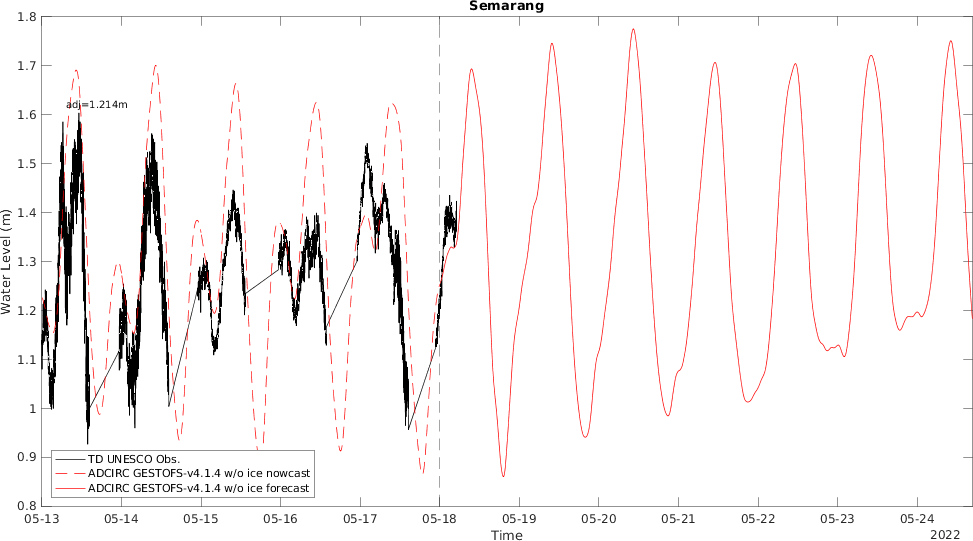 Semarang
1.8
1.7
1.6
1.5
1.4
1.3
1.2
1.1
1
0.9
0.8
Water Level (m)
adj=1.214m
TD UNESCO Obs.
ADCIRC GESTOFS-v4.1.4 w/o ice nowcast
ADCIRC GESTOFS-v4.1.4 w/o ice forecast
05-13 05-14 05-15 05-16 05-17 05-18 05-19 05-20 05-21 05-22 05-23 05-24
Time
2022